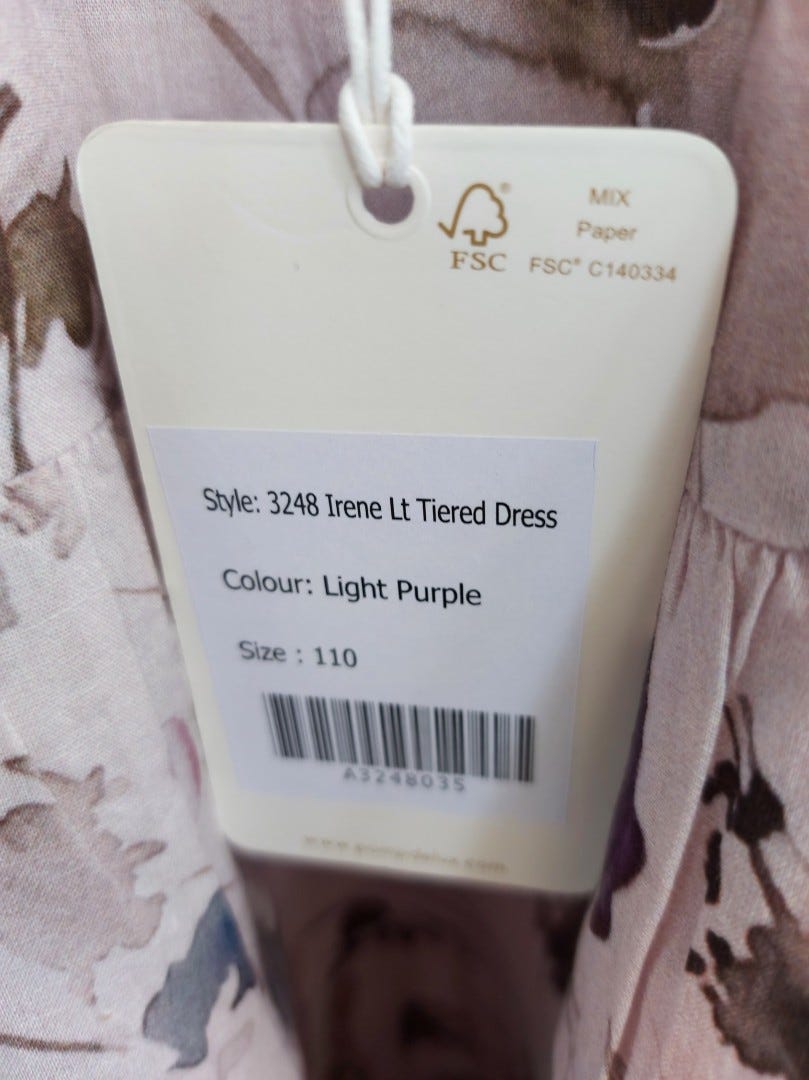 MIX
Paper
FSC® C140334
FSC
®
Style: 3248 Irene Lt Tiered Dress
Colour: Light Purple
Size : 110
A3248035